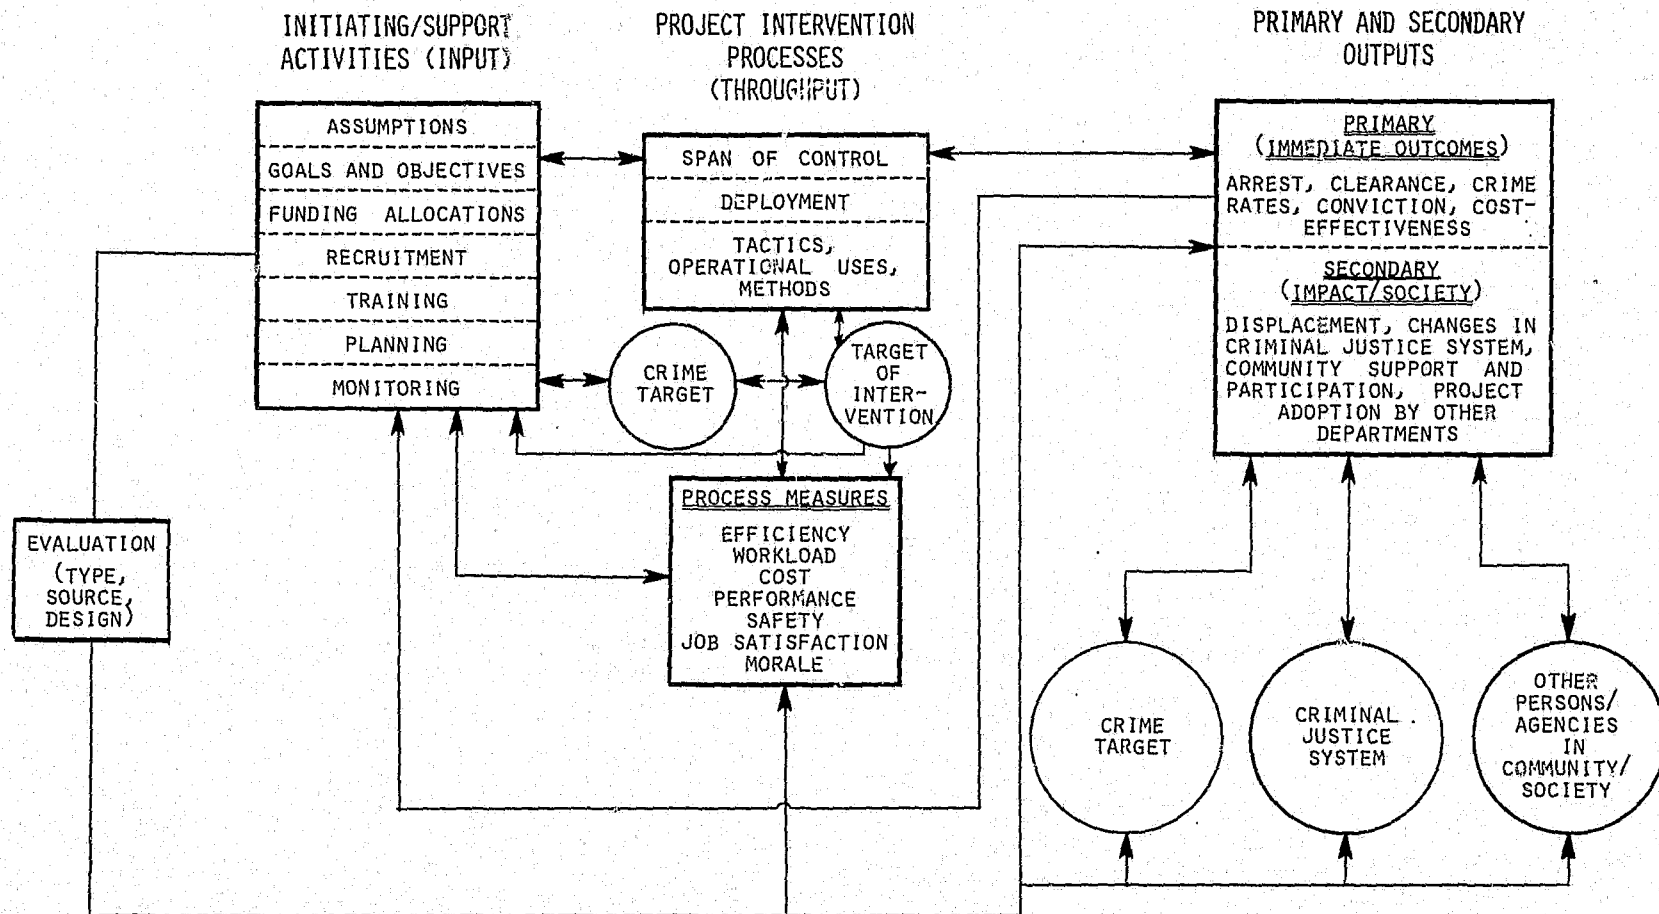 INITIATING/SUPPORT
ACTIVITIES (INPUT)
PROJECT INTERVENTION
PROCESSES
(THROUGHPUT)
PRIMARY AND SECONDARY
OUTPUTS
ASSUMPTIONS
GOALS AND OBJECTIVES
FUNDING ALLOCATIONS
RECRUITMENT
TRAINING
PLANNING
MONITORING
SPAN OF CONTROL
DEPLOYMENT
TACTICS,
OPERATIONAL USES,
METHODS
CRIME
TARGET
TARGET
OF
INTER-
VENTION
PROCESS MEASURES
EFFICIENCY
WORKLOAD
COST
PERFORMANCE
SAFETY
JOB SATISFACTION
MORALE
EVALUATION
(TYPE,
SOURCE,
DESIGN)
PRIMARY
(IMMEDIATE OUTCOMES)
ARREST, CLEARANCE, CRIME
RATES, CONVICTION, COST-
EFFECTIVENESS
SECONDARY
(IMPACT/SOCIETY)
DISPLACEMENT, CHANGES IN
CRIMINAL JUSTICE SYSTEM,
COMMUNITY SUPPORT AND
PARTICIPATION, PROJECT
ADOPTION BY OTHER
DEPARTMENTS
CRIME
TARGET
CRIMINAL
JUSTICE
SYSTEM
OTHER
PERSONS/
AGENCIES
IN
COMMUNITY/
SOCIETY